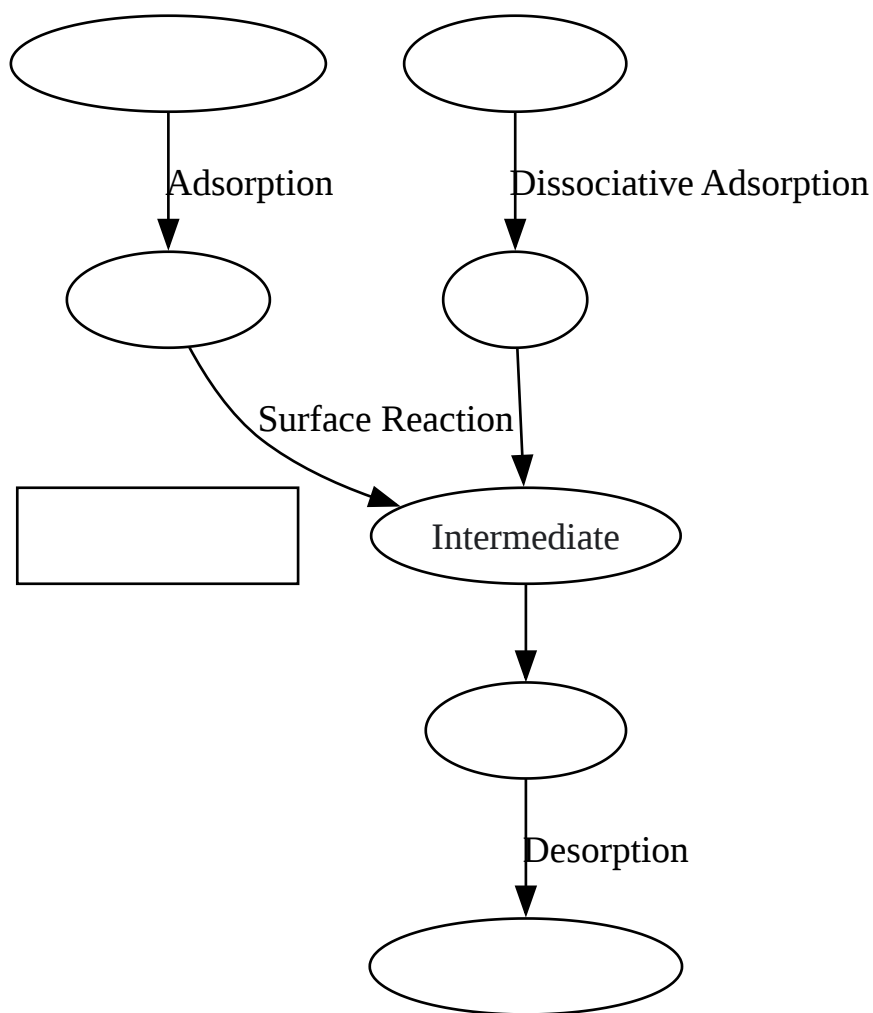 Adsorption
Dissociative Adsorption
Surface Reaction
Intermediate
Desorption